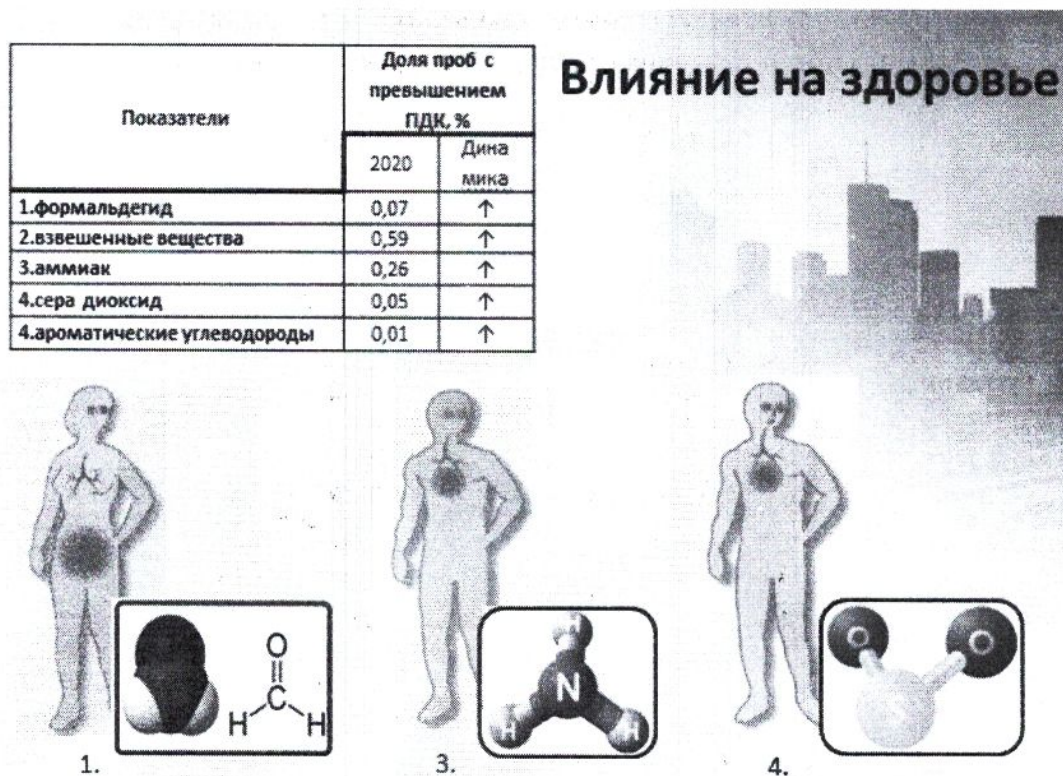 Влияние на здоровье
Показатели
Доля проб с
превышением
ПДК, %
2020
Дина
мика
1.формальдегид 0,07 ↑
2.взвешенные вещества 0,59 ↑
3.аммиак 0,26 ↑
4.сера диоксид 0,05 ↑
4.ароматические углеводороды 0,01 ↑
O
C
H H
H
N
H H
O O
S
1. 3. 4.